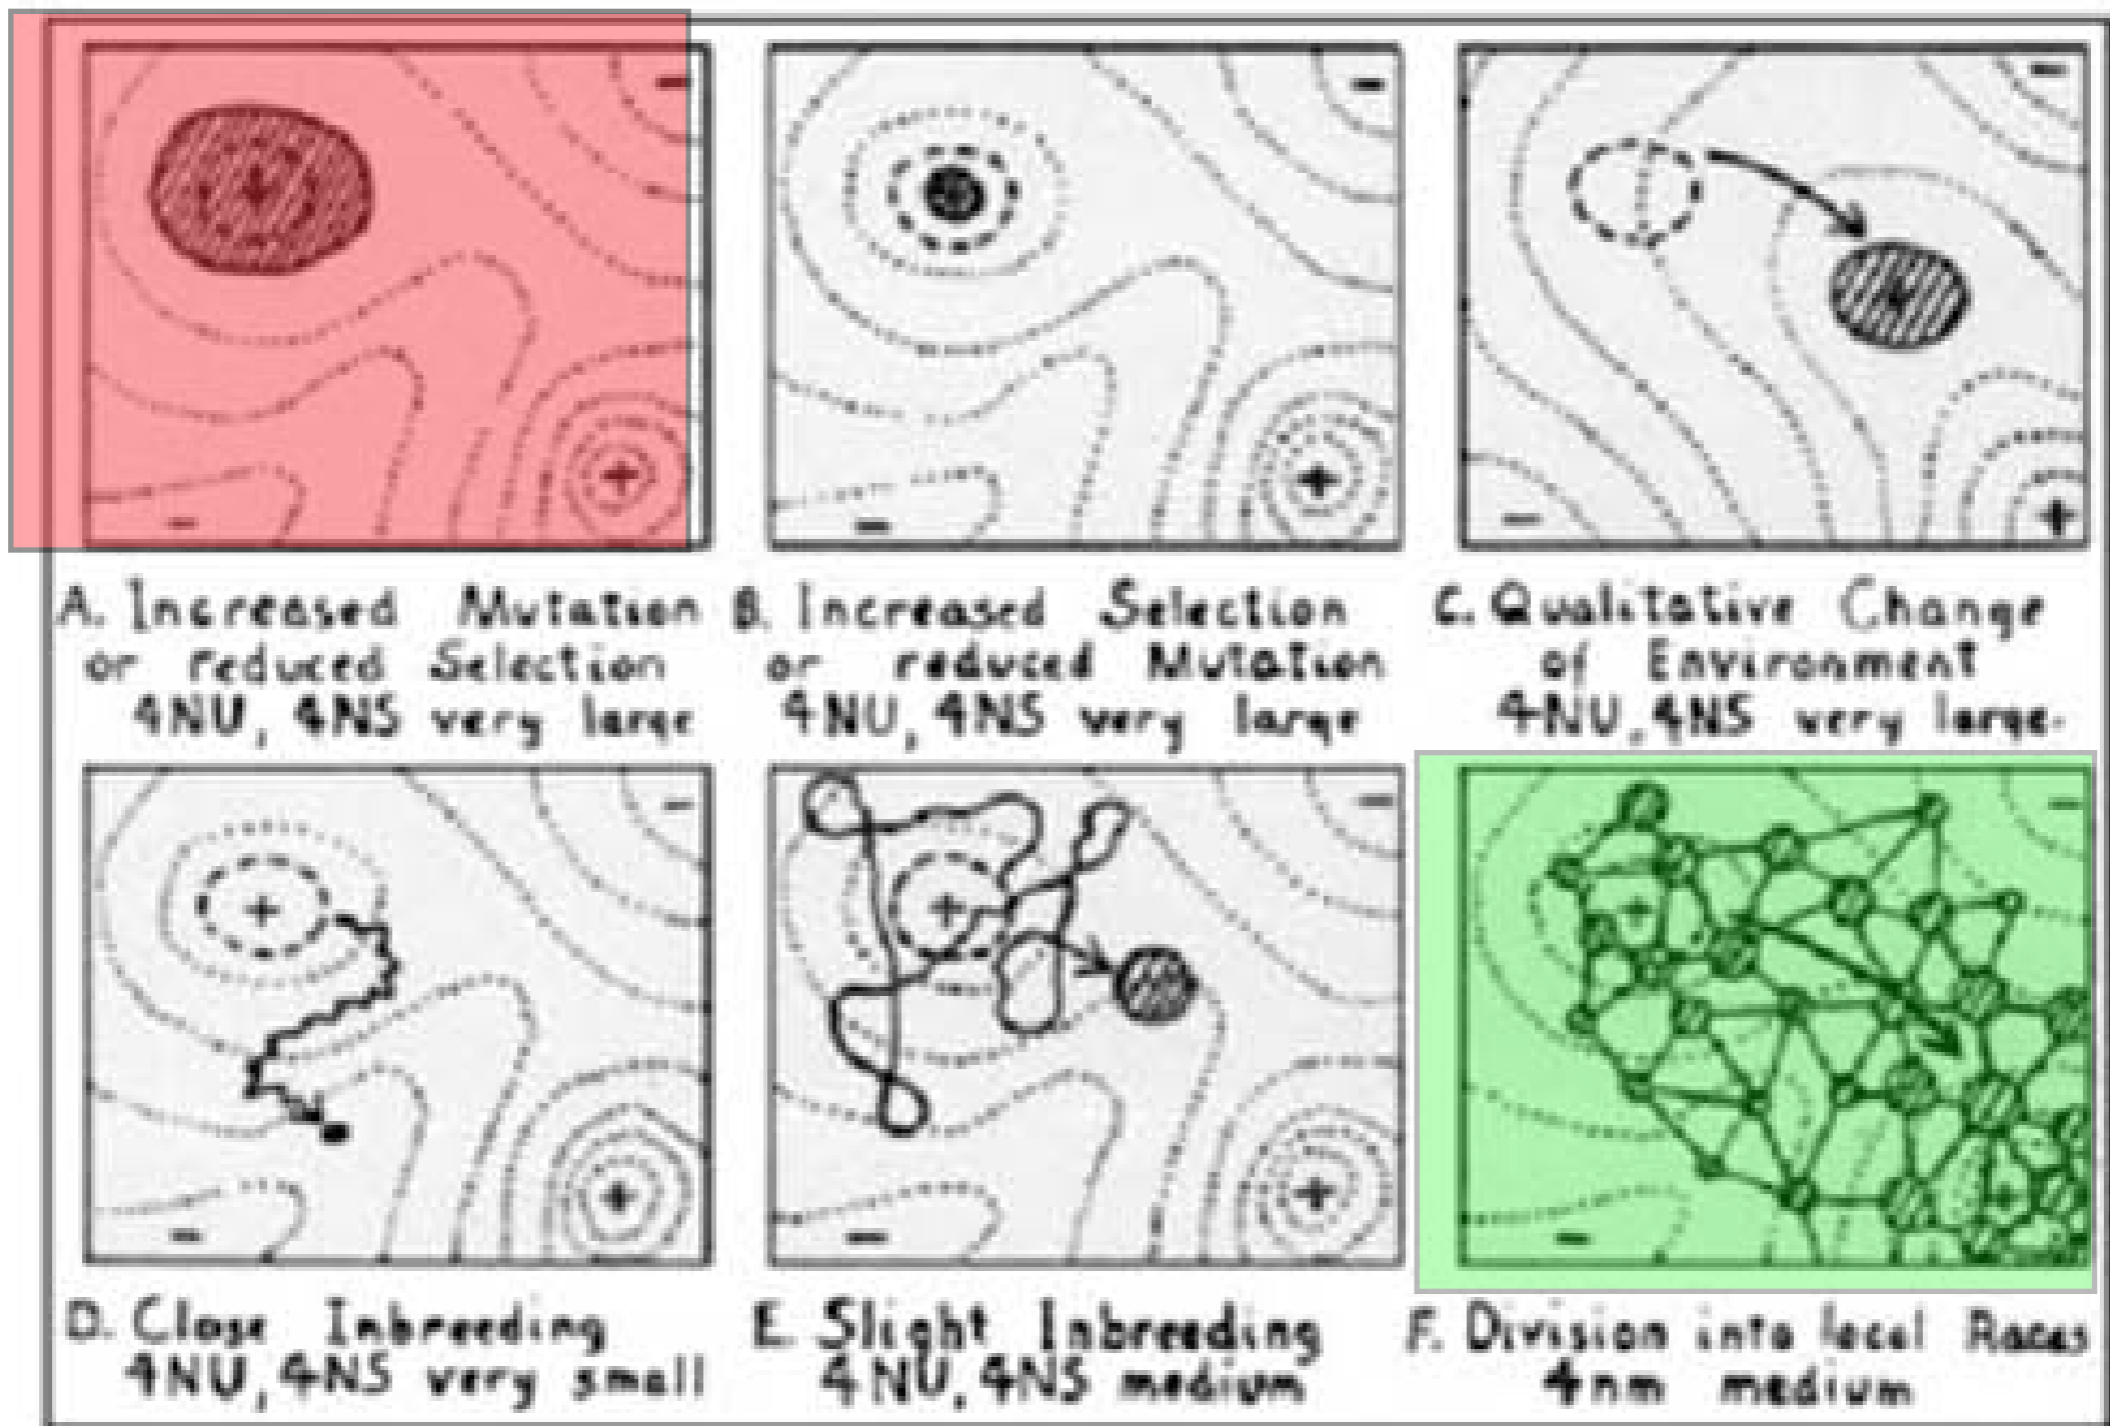 A. Increased Mutation
or reduced Selection
4NU, 4NS very large
B. Increased Selection
or reduced Mutation
4NU, 4NS very large
C. Qualitative Change
of Environment
4NU, 4NS very large.
D. Close Inbreeding
4NU, 4NS very small
E. Slight Inbreeding
4NU, 4NS medium
F. Division into local Races
4nm medium